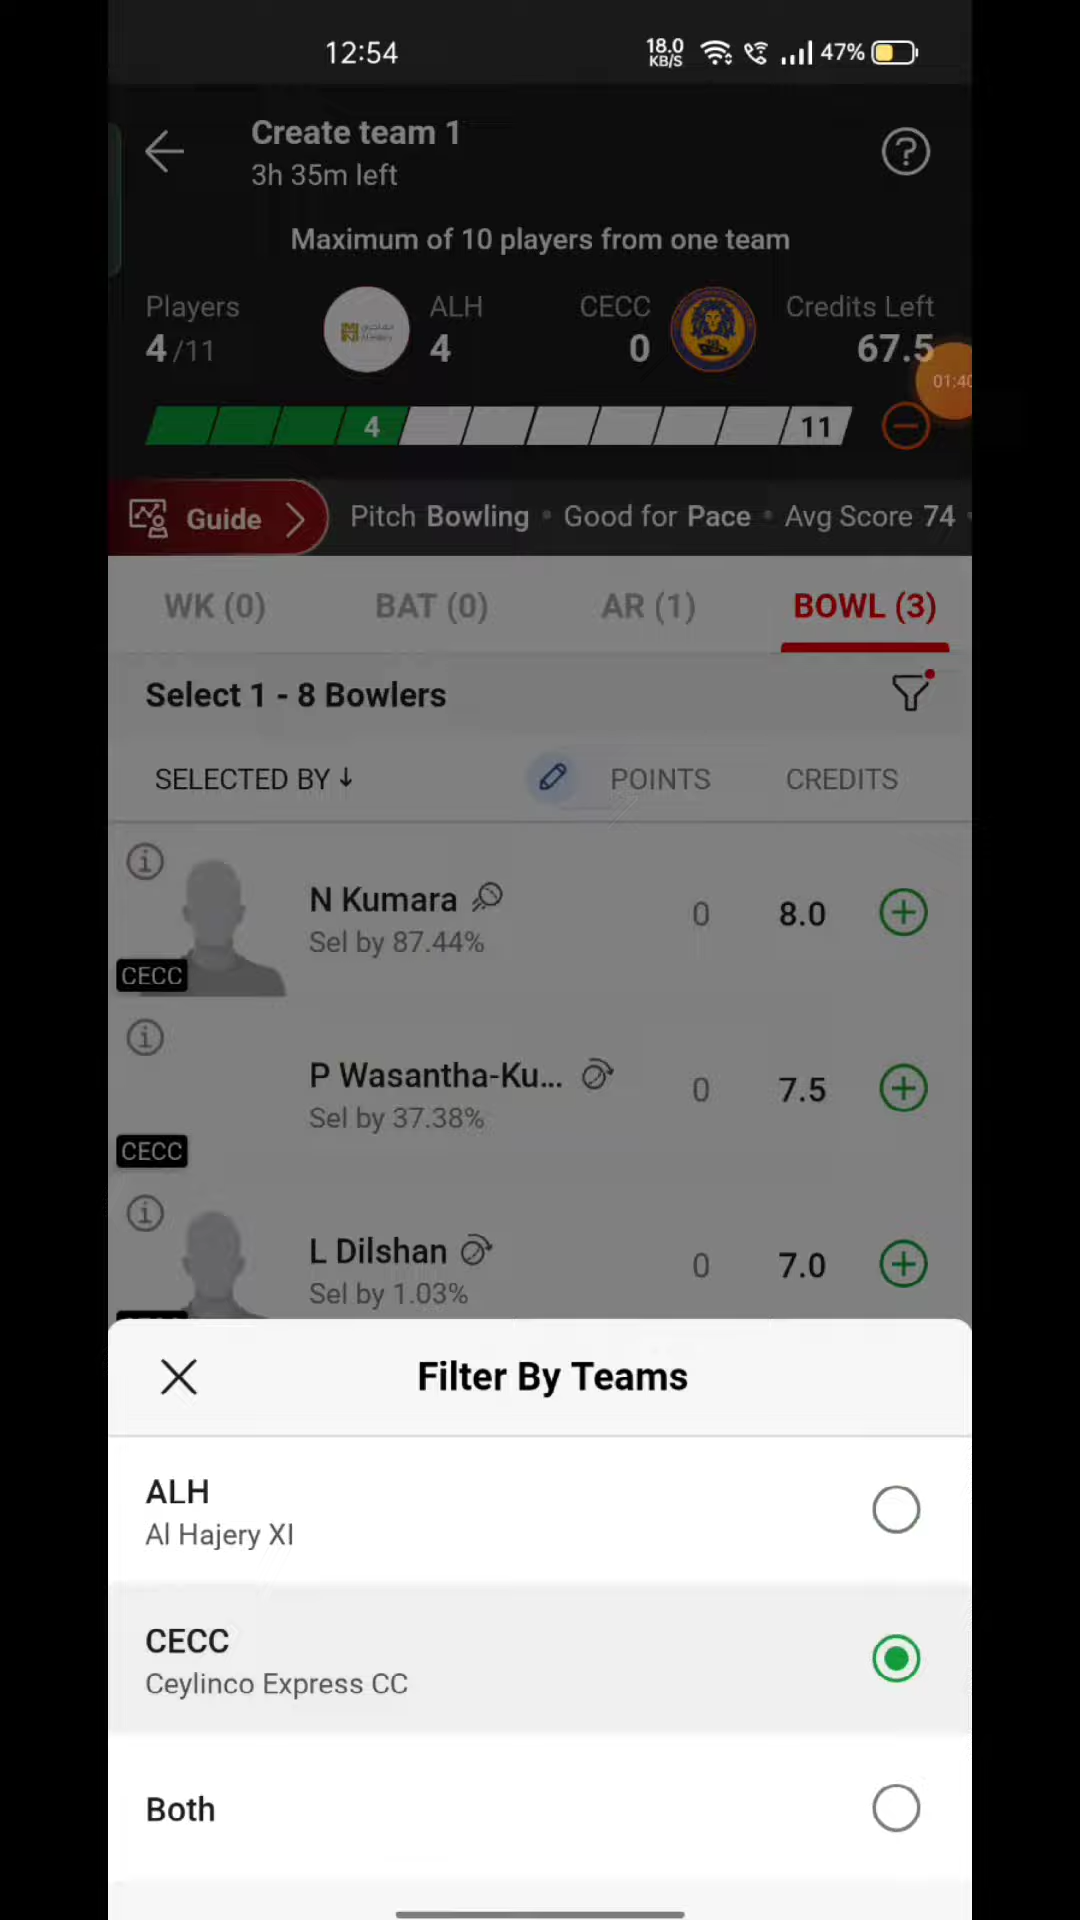 12:54
18.0
KB/S
47%
Create team 1
3h 35m left
Maximum of 10 players from one team
Players
4/11
ALH
4
CECC
0
Credits Left
67.5
4
11
Guide
Pitch Bowling • Good for Pace • Avg Score 74
WK (0)
BAT (0)
AR (1)
BOWL (3)
Select 1 - 8 Bowlers
SELECTED BY ↓
POINTS
CREDITS
N Kumara
0
8.0
Sel by 87.44%
CECC
P Wasantha-Ku...
0
7.5
Sel by 37.38%
CECC
L Dilshan
0
7.0
Sel by 1.03%
Filter By Teams
ALH
Al Hajery XI
CECC
Ceylinco Express CC
Both